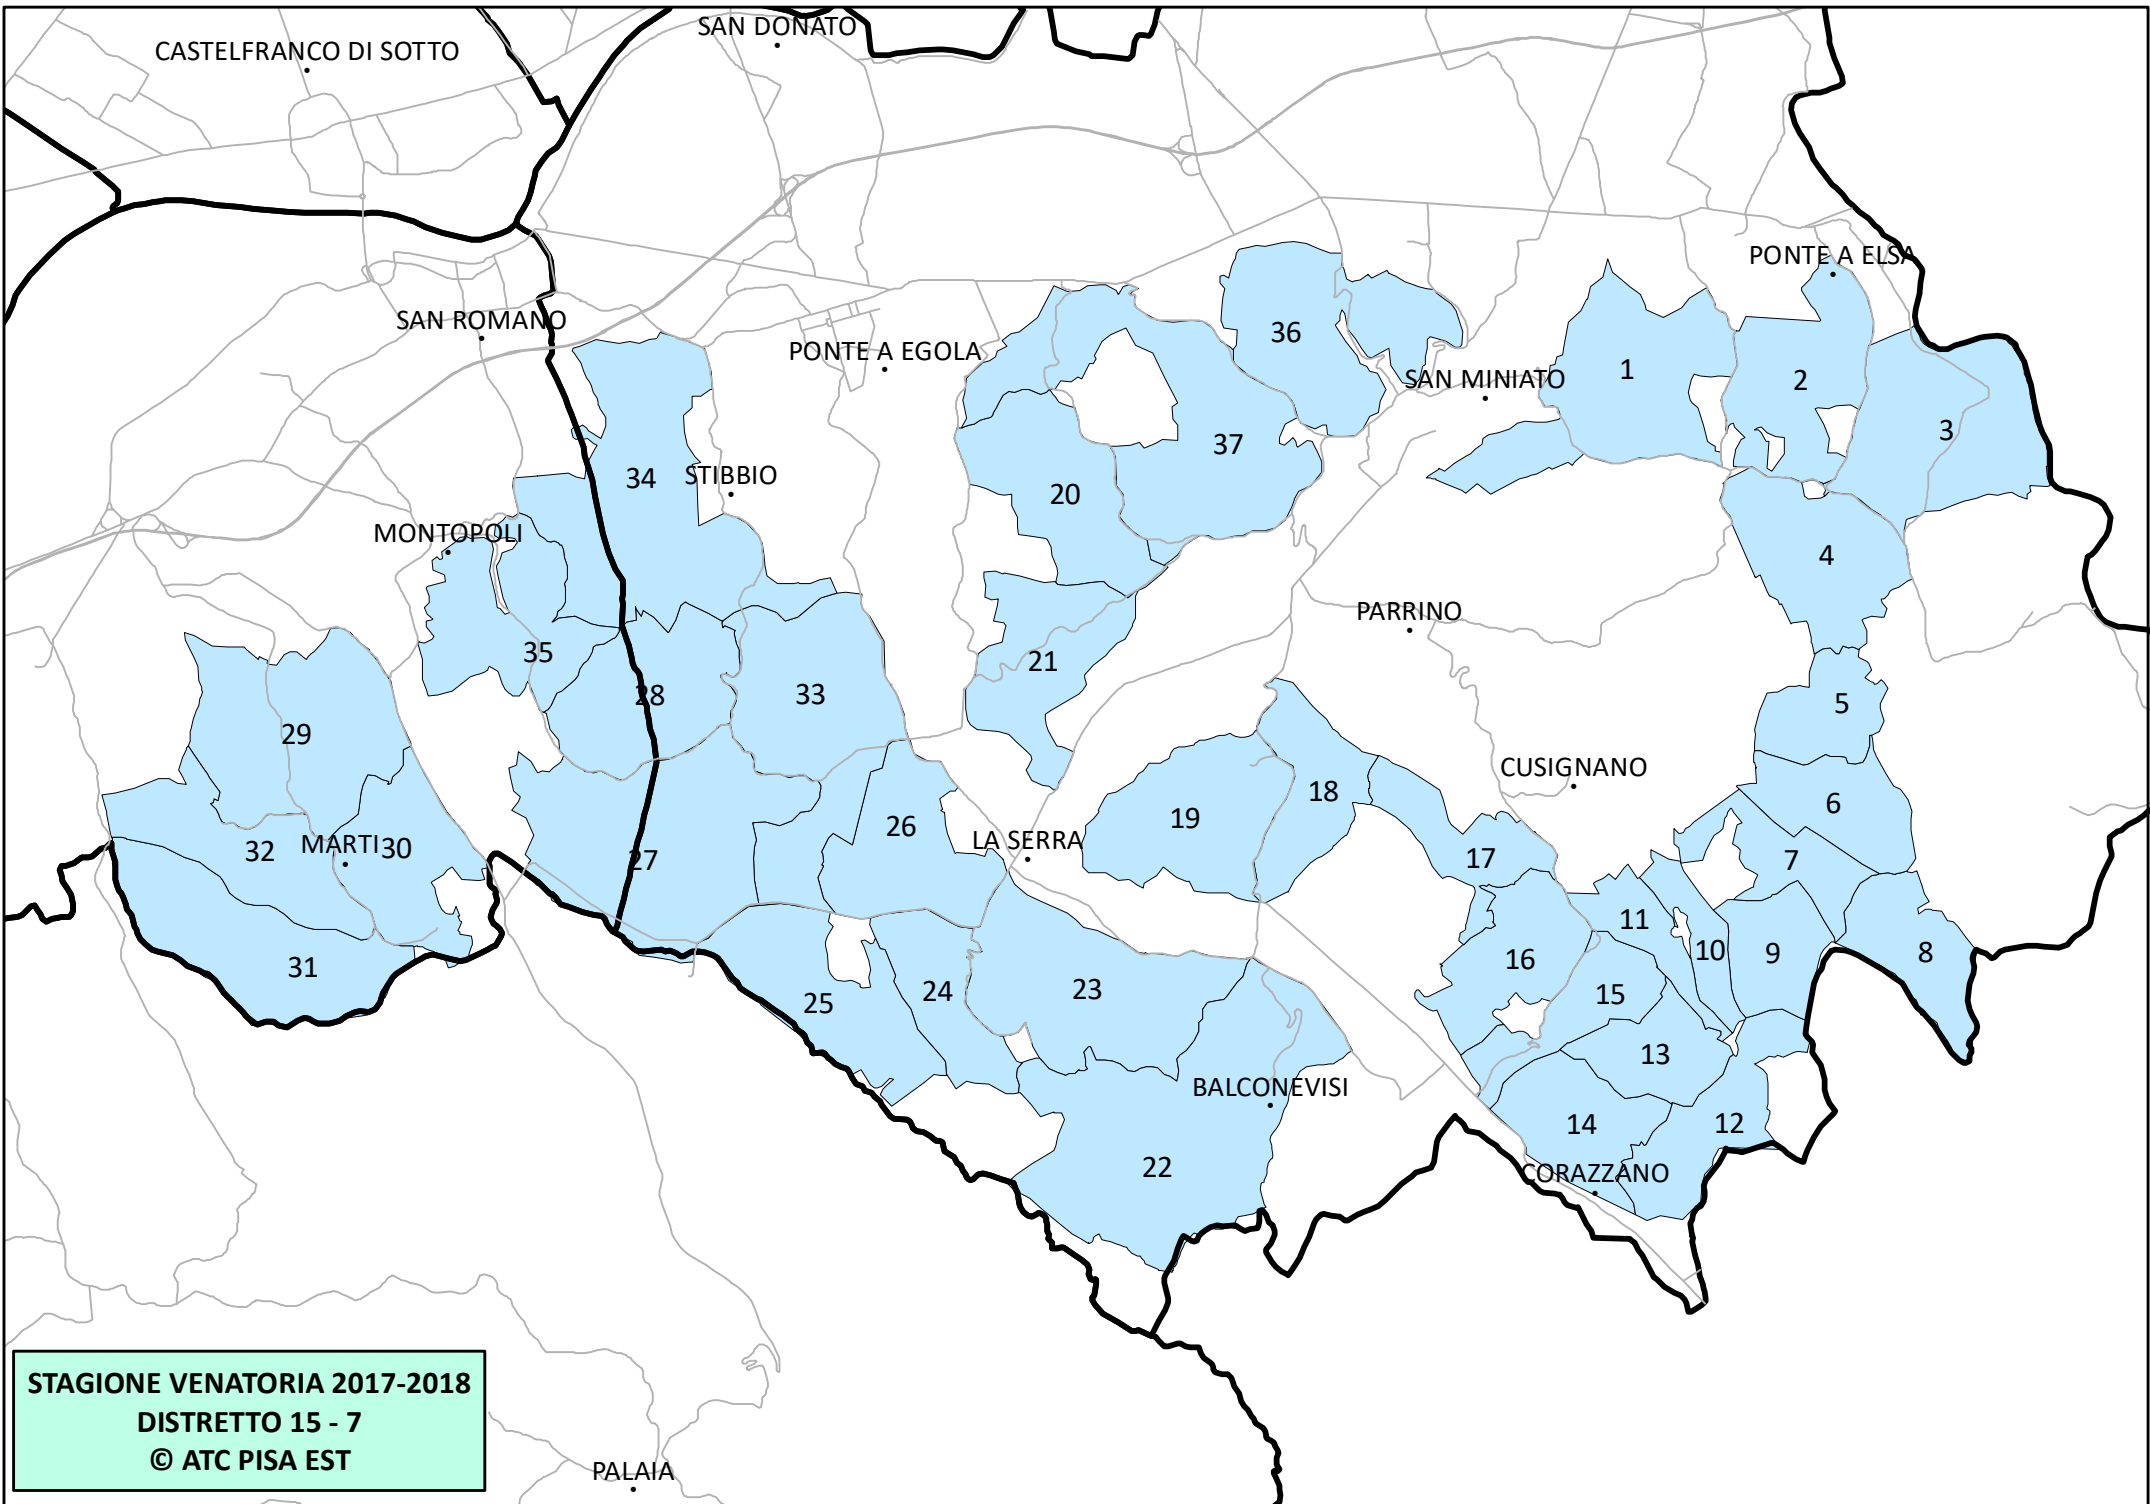 SAN DONATO
CASTELFRANCO DI SOTTO
PONTE A ELSA
SAN ROMANO
36
PONTE A EGOLA
1
SAN MINIATO
2
3
37
34
STIBBIO
20
MONTOPOLI
4
PARRINO
35
21
28
33
5
29
CUSIGNANO
18
6
19
26
LA SERRA
32
MARTI
30
27
17
7
11
10
9
8
16
31
23
24
15
25
13
BALCONEVISI
14
12
22
CORAZZANO
STAGIONE VENATORIA 2017-2018
DISTRETTO 15 - 7
© ATC PISA EST
PALAIA